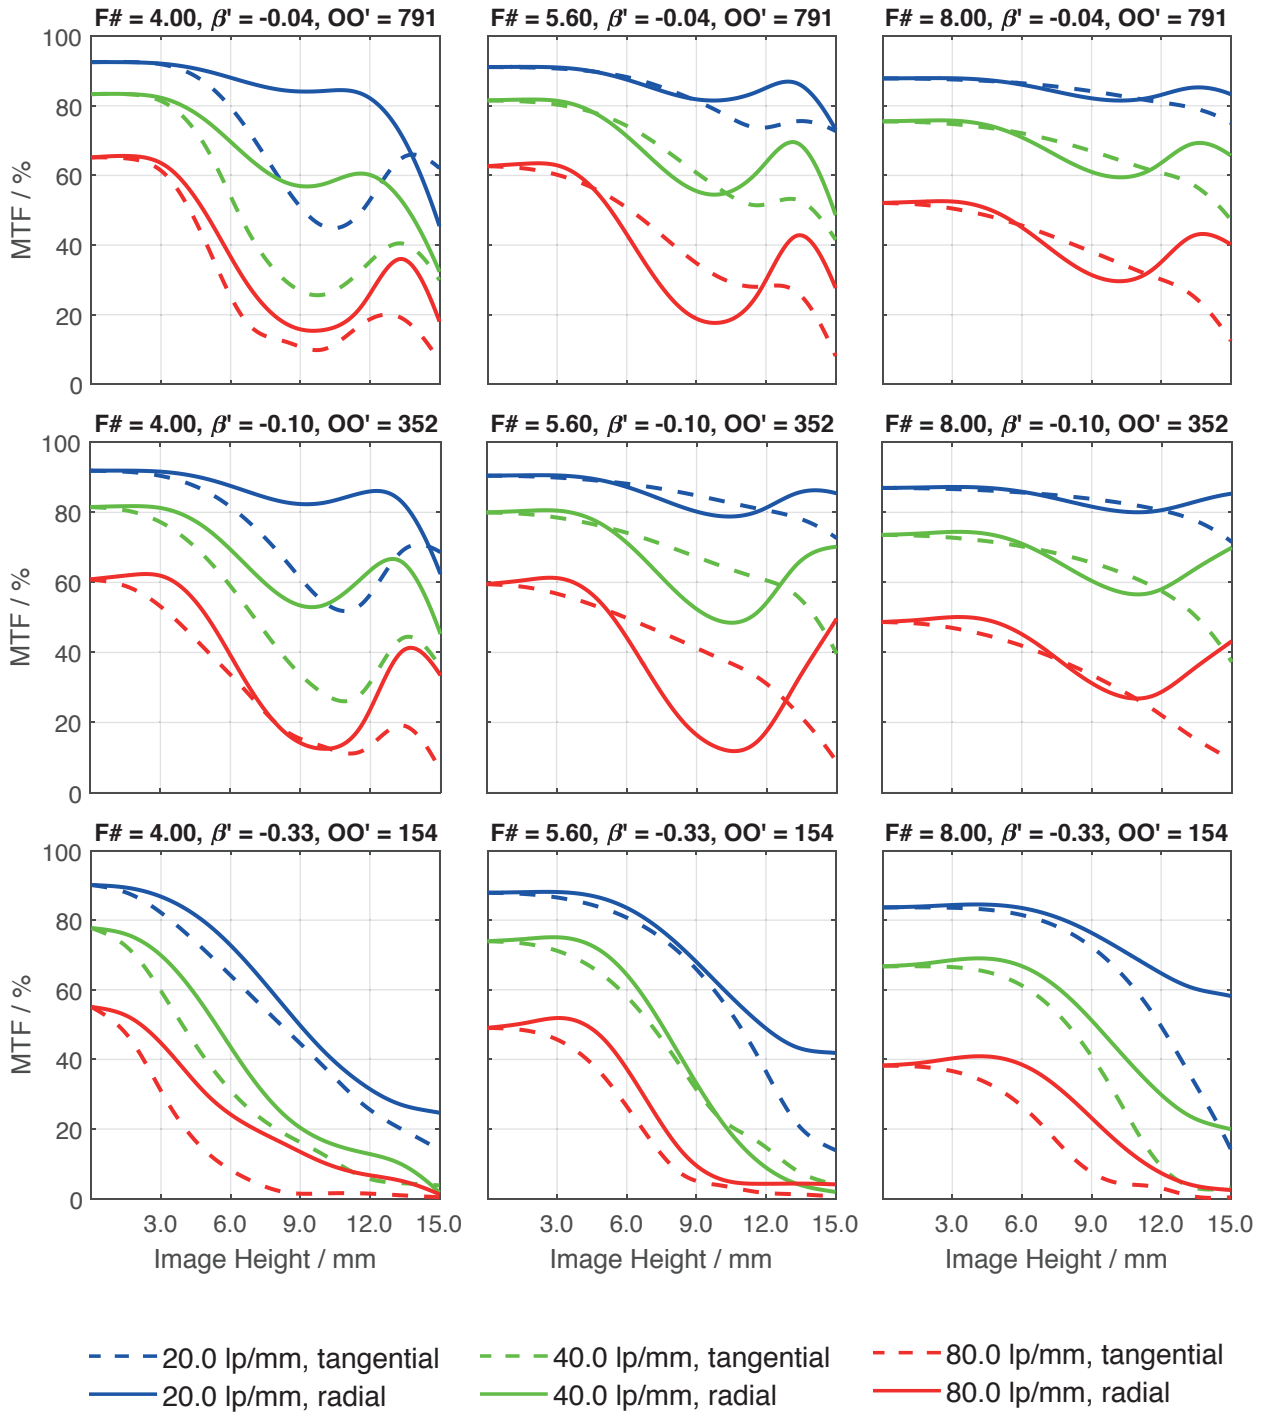 F# = 4.00, β' = -0.04, OO' = 791
F# = 5.60, β' = -0.04, OO' = 791
F# = 8.00, β' = -0.04, OO' = 791
100
80
60
40
20
0
MTF / %
F# = 4.00, β' = -0.10, OO' = 352
F# = 5.60, β' = -0.10, OO' = 352
F# = 8.00, β' = -0.10, OO' = 352
100
80
60
40
20
0
MTF / %
F# = 4.00, β' = -0.33, OO' = 154
F# = 5.60, β' = -0.33, OO' = 154
F# = 8.00, β' = -0.33, OO' = 154
100
80
60
40
20
0
MTF / %
3.0 6.0 9.0 12.0 15.0
3.0 6.0 9.0 12.0 15.0
3.0 6.0 9.0 12.0 15.0
Image Height / mm
Image Height / mm
Image Height / mm
20.0 lp/mm, tangential
40.0 lp/mm, tangential
80.0 lp/mm, tangential
20.0 lp/mm, radial
40.0 lp/mm, radial
80.0 lp/mm, radial